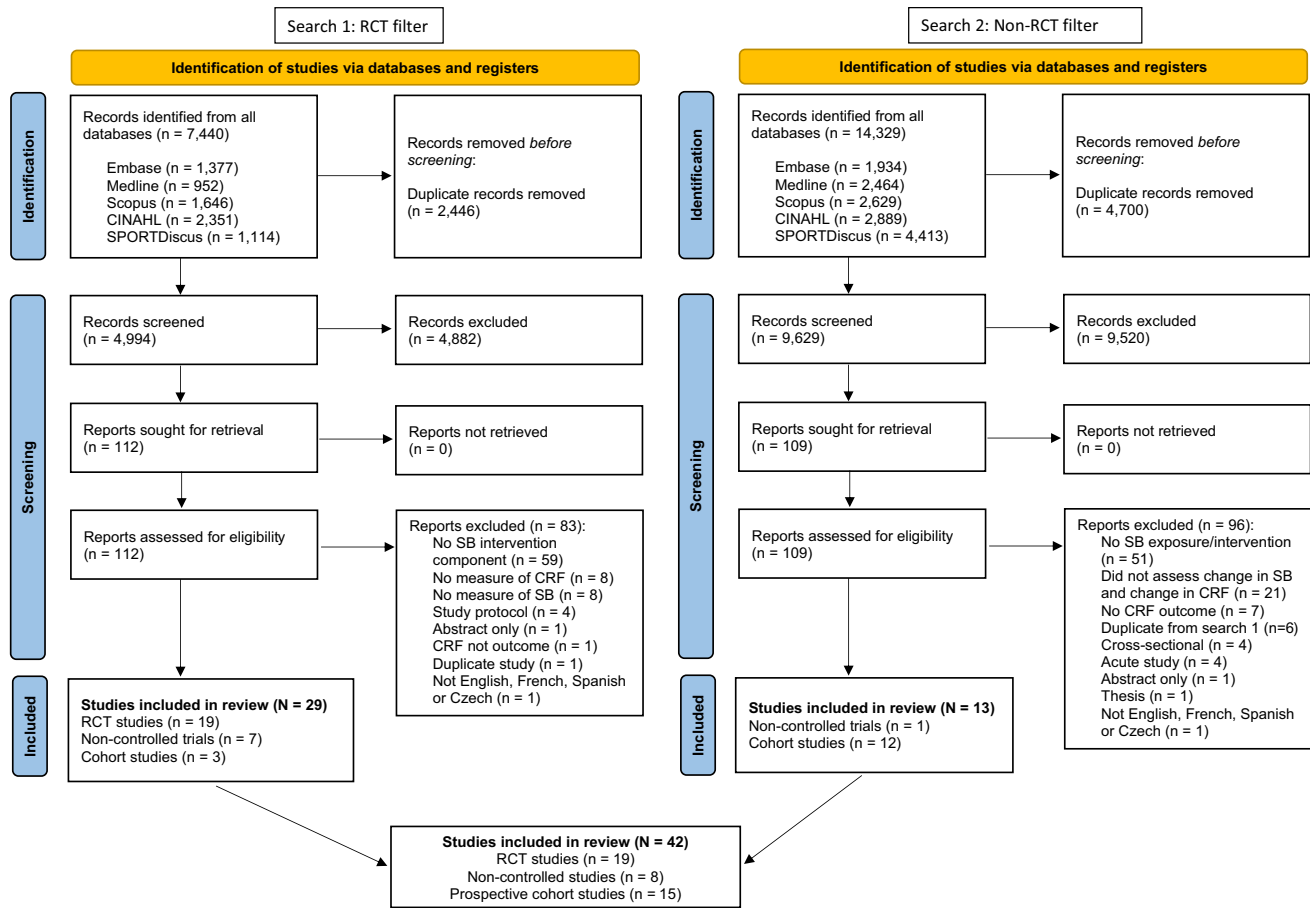 Search 1: RCT filter
Identification of studies via databases and registers
Identification
Records identified from all
databases (n = 7,440)
Embase (n = 1,377)
Medline (n = 952)
Scopus (n = 1,646)
CINAHL (n = 2,351)
SPORTDiscus (n = 1,114)
Records removed before
screening:
Duplicate records removed
(n = 2,446)
Screening
Records screened
(n = 4,994)
Records excluded
(n = 4,882)
Reports sought for retrieval
(n = 112)
Reports not retrieved
(n = 0)
Reports assessed for eligibility
(n = 112)
Reports excluded (n = 83):
No SB intervention
component (n = 59)
No measure of CRF (n = 8)
No measure of SB (n = 8)
Study protocol (n = 4)
Abstract only (n = 1)
CRF not outcome (n = 1)
Duplicate study (n = 1)
Not English, French, Spanish
or Czech (n = 1)
Included
Studies included in review (N = 29)
RCT studies (n = 19)
Non-controlled trials (n = 7)
Cohort studies (n = 3)
Search 2: Non-RCT filter
Identification of studies via databases and registers
Identification
Records identified from all
databases (n = 14,329)
Embase (n = 1,934)
Medline (n = 2,464)
Scopus (n = 2,629)
CINAHL (n = 2,889)
SPORTDiscus (n = 4,413)
Records removed before
screening:
Duplicate records removed
(n = 4,700)
Screening
Records screened
(n = 9,629)
Records excluded
(n = 9,520)
Reports sought for retrieval
(n = 109)
Reports not retrieved
(n = 0)
Reports assessed for eligibility
(n = 109)
Reports excluded (n = 96):
No SB exposure/intervention
(n = 51)
Did not assess change in SB
and change in CRF (n = 21)
No CRF outcome (n = 7)
Duplicate from search 1 (n=6)
Cross-sectional (n = 4)
Acute study (n = 4)
Abstract only (n = 1)
Thesis (n = 1)
Not English, French, Spanish
or Czech (n = 1)
Included
Studies included in review (N = 13)
Non-controlled trials (n = 1)
Cohort studies (n = 12)
Studies included in review (N = 42)
RCT studies (n = 19)
Non-controlled studies (n = 8)
Prospective cohort studies (n = 15)